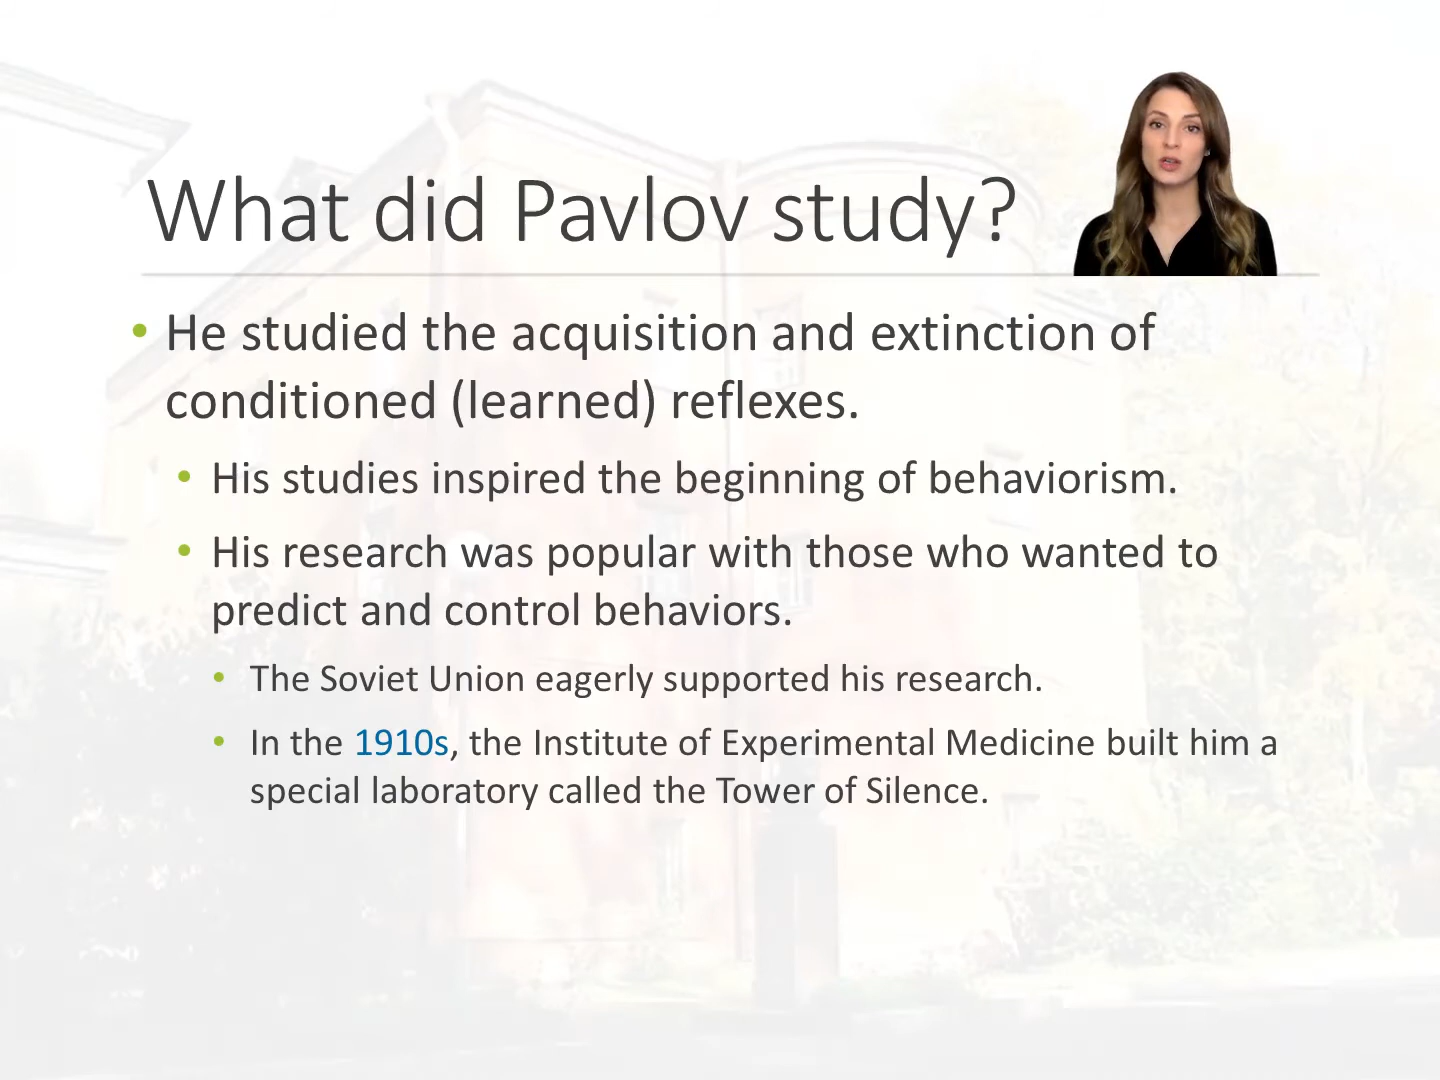 What did Pavlov study?
• He studied the acquisition and extinction of
conditioned (learned) reflexes.
• His studies inspired the beginning of behaviorism.
• His research was popular with those who wanted to
predict and control behaviors.
• The Soviet Union eagerly supported his research.
• In the 1910s, the Institute of Experimental Medicine built him a
special laboratory called the Tower of Silence.